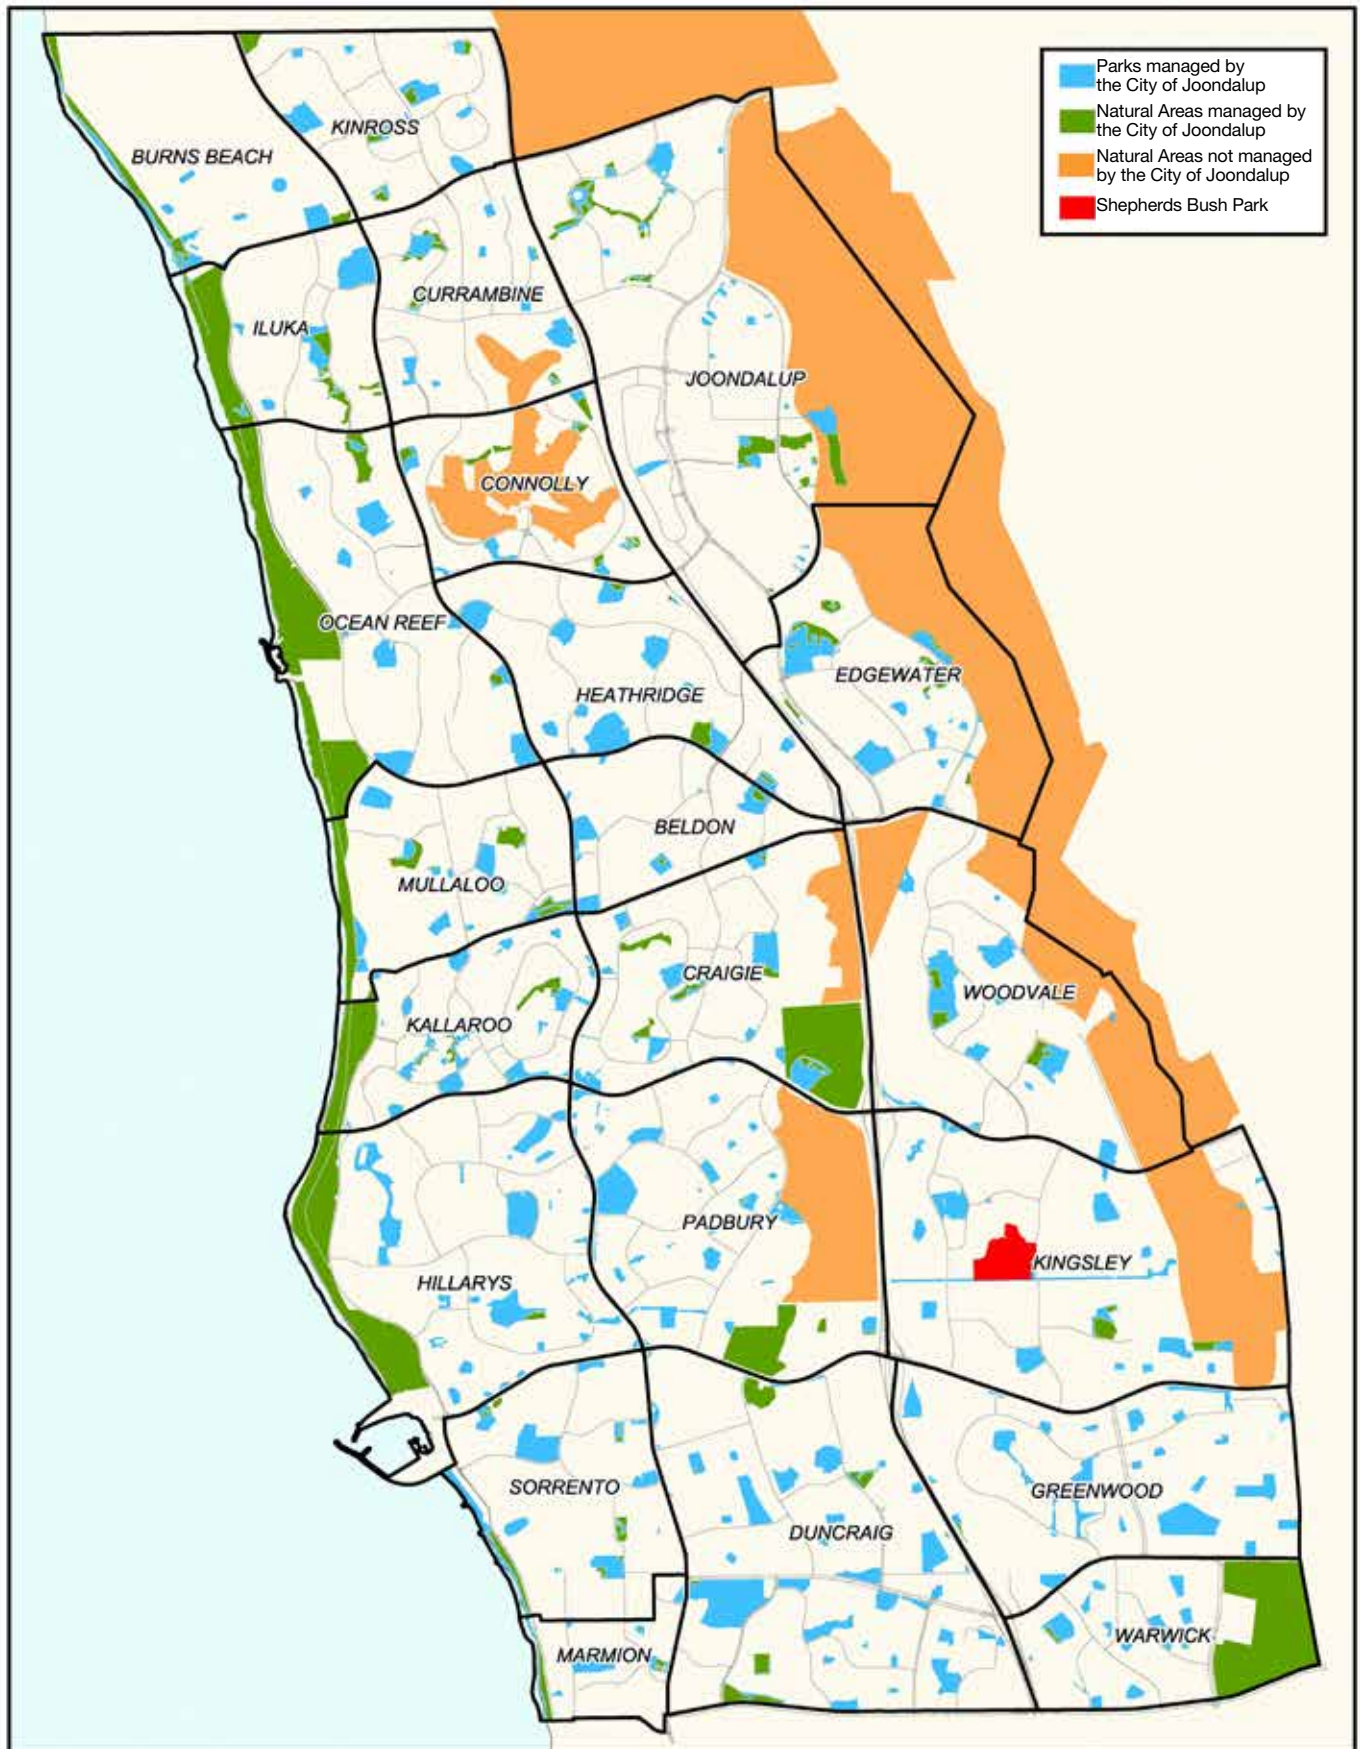 Parks managed by
the City of Joondalup
Natural Areas managed by
the City of Joondalup
Natural Areas not managed
by the City of Joondalup
Shepherds Bush Park
KINROSS
BURNS BEACH
CURRAMBINE
ILUKA
JOONDALUP
CONNOLLY
OCEAN REEF
EDGEWATER
HEATHRIDGE
BELDON
MULLALOO
CRAIGIE
WOODVALE
KALLAROO
PADBURY
KINGSLEY
HILLARYS
SORRENTO
GREENWOOD
DUNCRAIG
WARWICK
MARMION